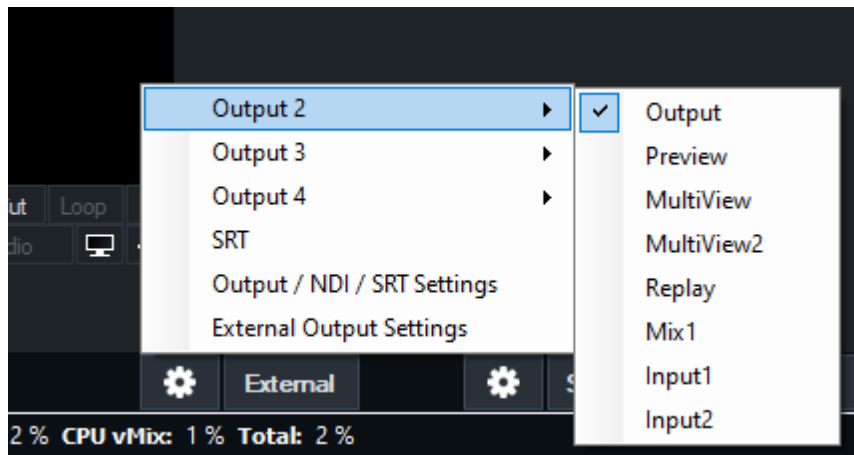 Output 2
Output
Output 3
Preview
Output 4
MultiView
SRT
MultiView2
Output / NDI / SRT Settings
Replay
External Output Settings
Mix1
Input1
Input2
Loop
External
2 % CPU vMix: 1 % Total: 2 %